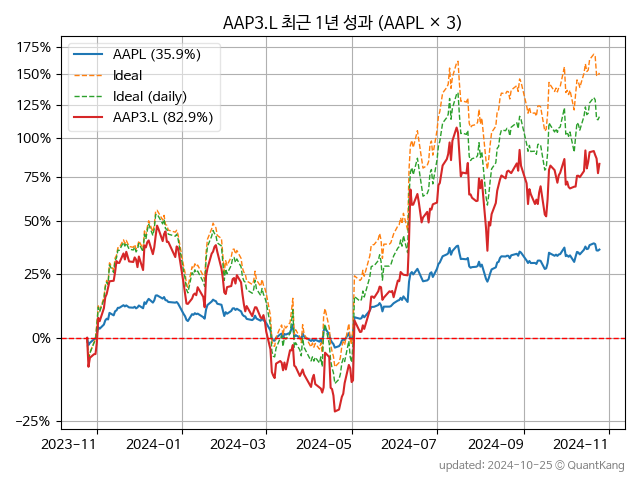 AAP3.L 최근 1년 성과 (AAPL × 3)
175%
150%
125%
100%
75%
50%
25%
0%
−25%
AAPL (35.9%)
Ideal
Ideal (daily)
AAP3.L (82.9%)
2023-11
2024-01
2024-03
2024-05
2024-07
2024-09
2024-11
updated: 2024-10-25 © QuantKang